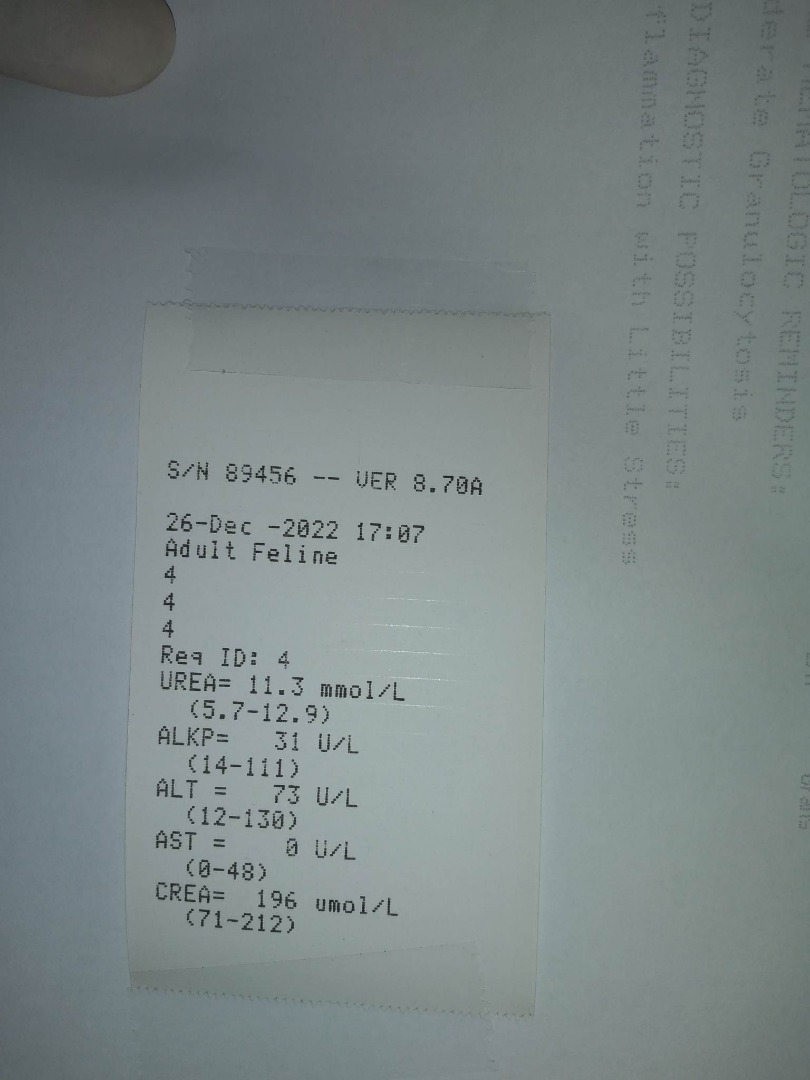 S/N 89456 -- VER 8.70A
26-Dec -2022 17:07
Adult Feline
4
4
4
Req ID: 4
UREA= 11.3 mmol/L
(5.7-12.9)
ALKP= 31 U/L
(14-111)
ALT = 73 U/L
(12-130)
AST = 0 U/L
(0-48)
CREA= 196 umol/L
(71-212)
REMINDERS:
Granulocytosis
DIAGNOSTIC POSSIBILITIES:
flammation with Little Stress